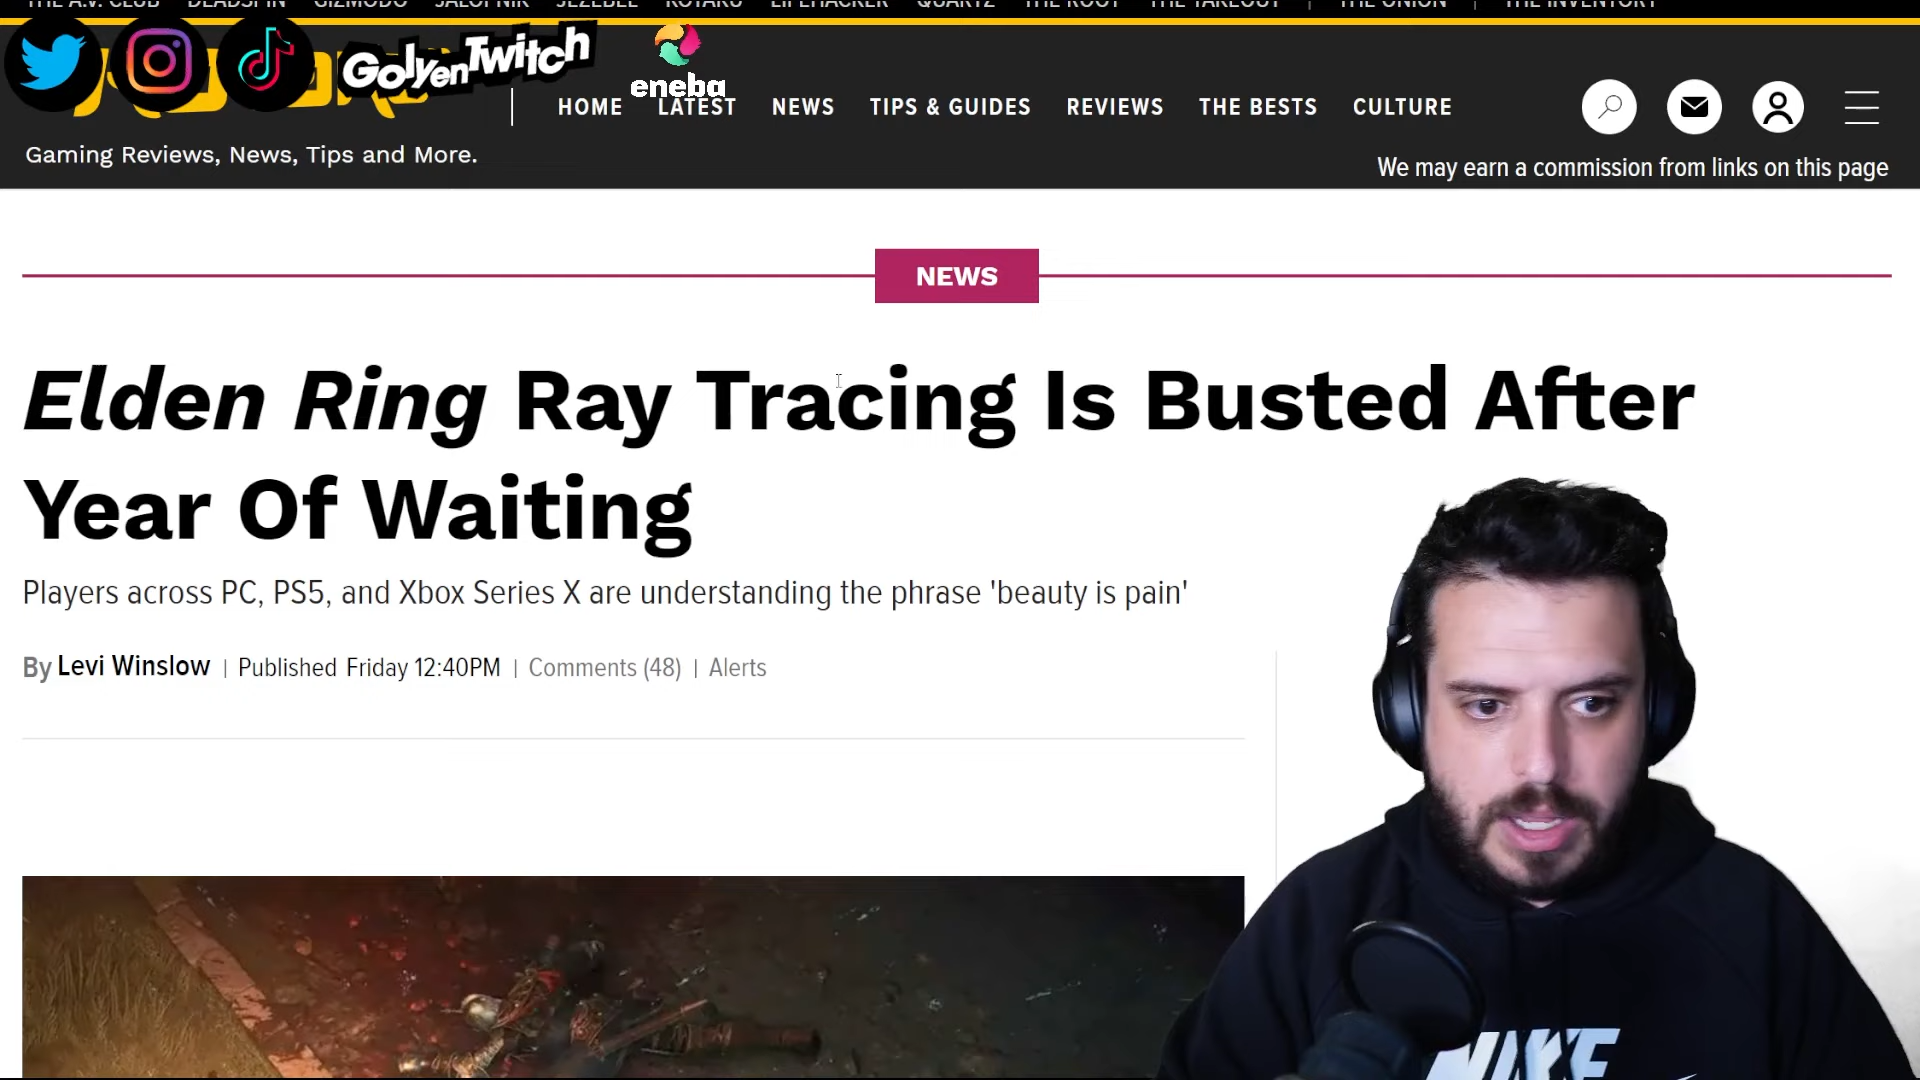 THE A.V. CLUB DEADSPIN GIZMODO JALOPNIK JEZEBEL KOTAKU LIFEHACKER QUARTZ THE ROOT THE TAKEOUT | THE ONION | THE INVENTORY
GolyenTwitch
eneba
HOME LATEST NEWS TIPS & GUIDES REVIEWS THE BESTS CULTURE
Gaming Reviews, News, Tips and More.
We may earn a commission from links on this page
NEWS
Elden Ring Ray Tracing Is Busted After
Year Of Waiting
Players across PC, PS5, and Xbox Series X are understanding the phrase 'beauty is pain'
By Levi Winslow | Published Friday 12:40PM | Comments (48) | Alerts
NIKE